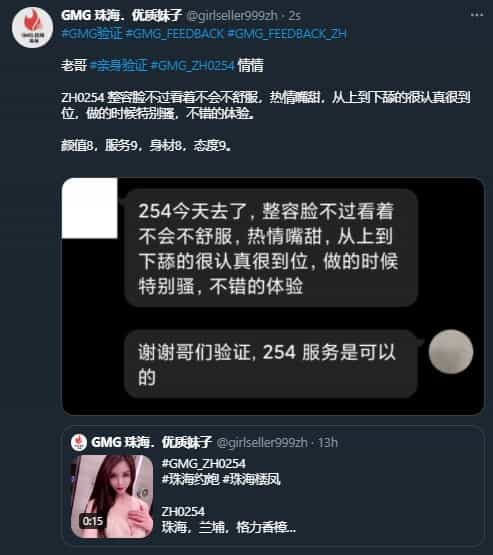 GMG 珠海．优质妹子 @girlseller999zh · 2s
#GMG验证 #GMG_FEEDBACK #GMG_FEEDBACK_ZH
老哥 #亲身验证 #GMG_ZH0254 情情
ZH0254 整容脸不过看着不会不舒服，热情嘴甜，从上到下舔的很认真很到
位，做的时候特别骚，不错的体验。
颜值8，服务9，身材8，态度9。
254今天去了，整容脸不过看着
不会不舒服，热情嘴甜，从上到
下舔的很认真很到位，做的时候
特别骚，不错的体验
谢谢哥们验证, 254 服务是可以
的
GMG 珠海．优质妹子 @girlseller999zh · 13h
#GMG_ZH0254
#珠海约炮 #珠海楼凤
ZH0254
珠海，兰埔，格力香樟...
0:15